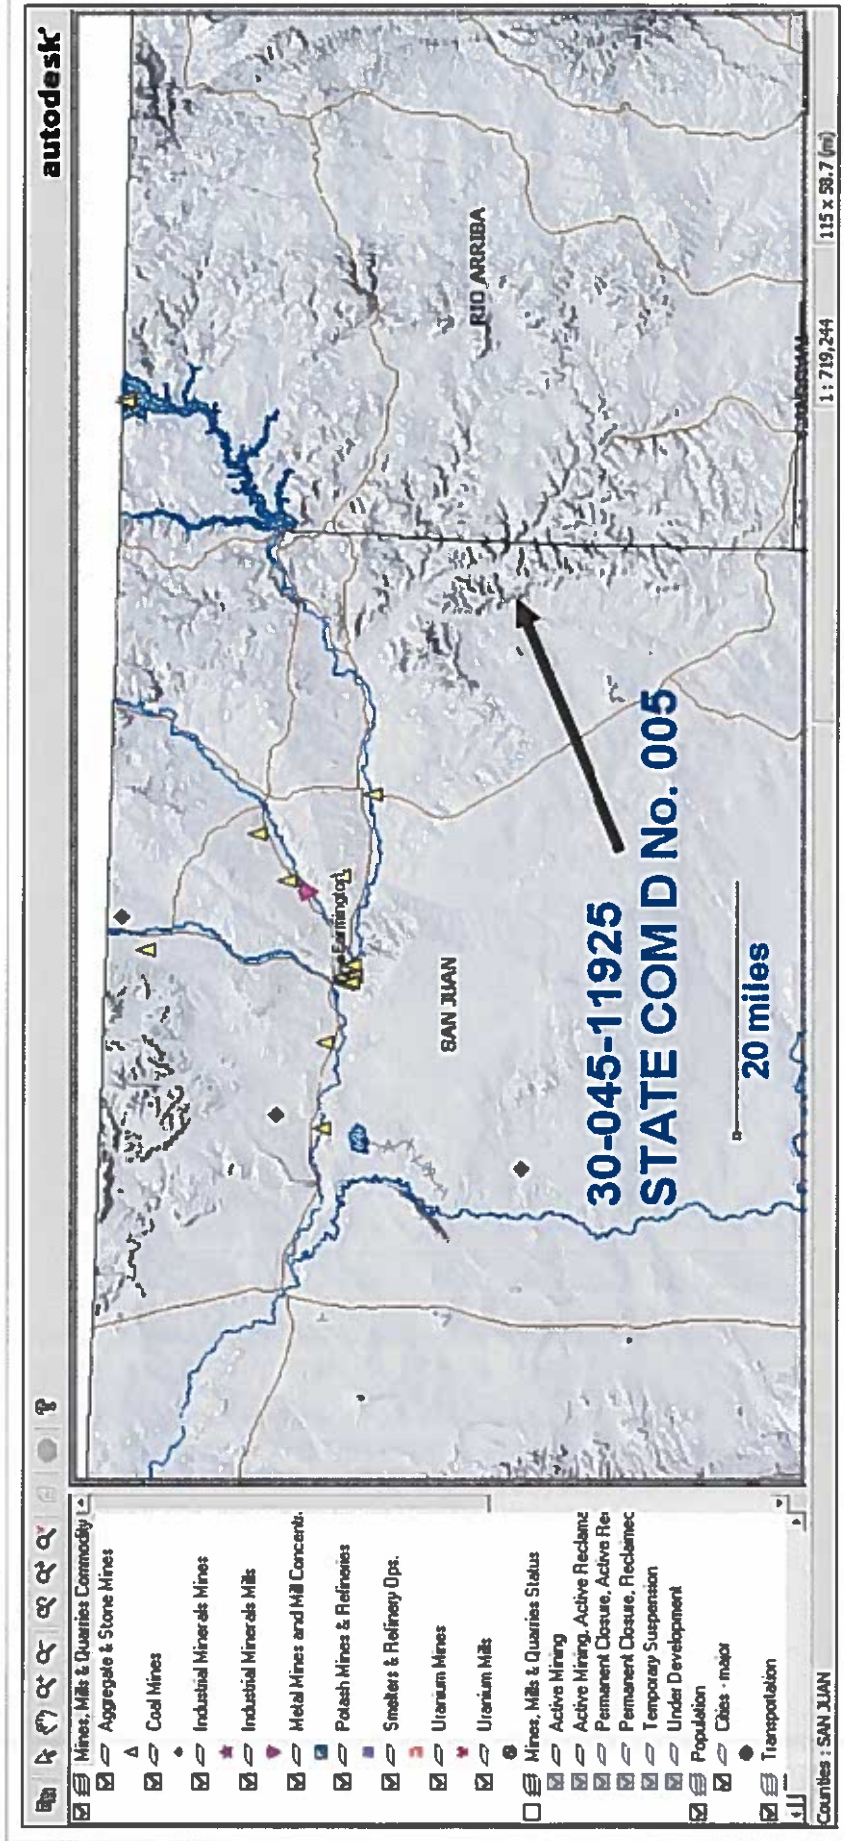 autodesk
Mines, Mills & Quarries Commodity
Aggregate & Stone Mines
Coal Mines
Industrial Minerals Mines
Industrial Minerals Mills
Metal Mines and Mill Concents.
Potash Mines & Refineries
Smelters & Refinery Ops.
Uranium Mines
Uranium Mills
Mines, Mills & Quarries Status
Active Mining
Active Mining, Active Reclama
Permanent Closure, Active Re
Permanent Closure, Reclaimec
Temporary Suspension
Under Development
Population
Cities - major
Transportation
Farmington
SAN JUAN
RIO ARRIBA
30-045-11925
STATE COM D No. 005
20 miles
Counties : SAN JUAN
1 : 719,244
115 x 58.7 (mi)